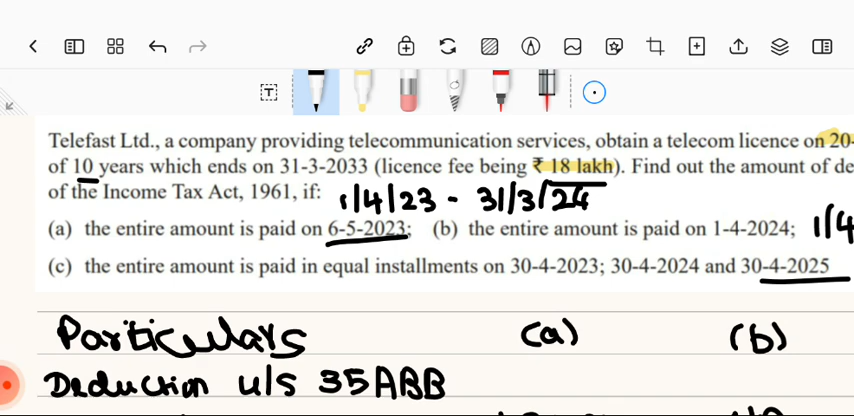 Telefast Ltd., a company providing telecommunication services, obtain a telecom licence on 20-
of 10 years which ends on 31-3-2033 (licence fee being ₹ 18 lakh). Find out the amount of de
of the Income Tax Act, 1961, if:
1/4/23 - 31/3/24
(a) the entire amount is paid on 6-5-2023; (b) the entire amount is paid on 1-4-2024; 1/4
(c) the entire amount is paid in equal installments on 30-4-2023; 30-4-2024 and 30-4-2025
Particulars (a) (b)
Deduction u/s 35ABB